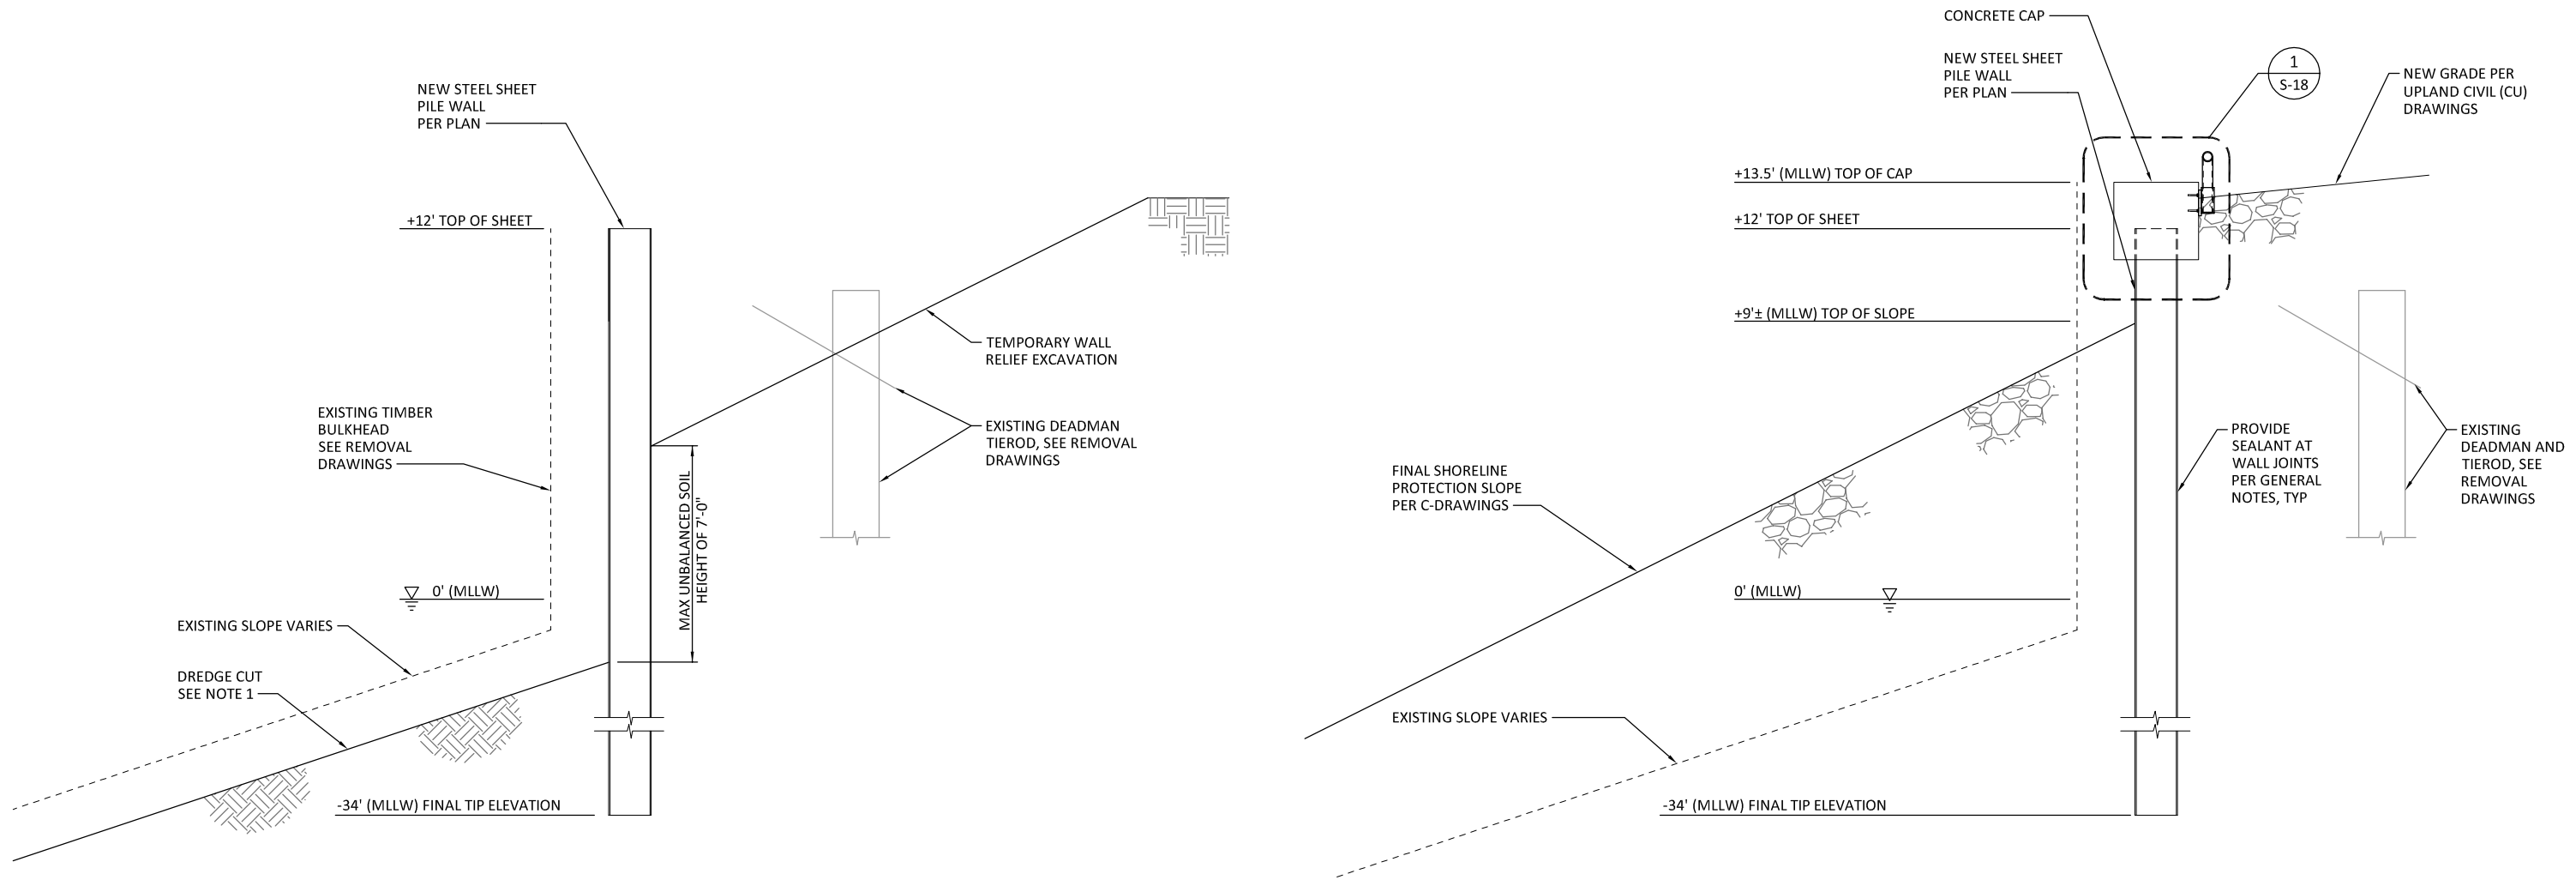 NEW STEEL SHEET
PILE WALL
PER PLAN
+12' TOP OF SHEET
TEMPORARY WALL
RELIEF EXCAVATION
EXISTING TIMBER
BULKHEAD
SEE REMOVAL
DRAWINGS
EXISTING DEADMAN
TIEROD, SEE REMOVAL
DRAWINGS
MAX UNBALANCED SOIL
HEIGHT OF 7'-0"
0' (MLLW)
EXISTING SLOPE VARIES
DREDGE CUT
SEE NOTE 1
-34' (MLLW) FINAL TIP ELEVATION
CONCRETE CAP
NEW STEEL SHEET
PILE WALL
PER PLAN
1
S-18
NEW GRADE PER
UPLAND CIVIL (CU)
DRAWINGS
+13.5' (MLLW) TOP OF CAP
+12' TOP OF SHEET
+9'± (MLLW) TOP OF SLOPE
PROVIDE
SEALANT AT
WALL JOINTS
PER GENERAL
NOTES, TYP
EXISTING
DEADMAN AND
TIEROD, SEE
REMOVAL
DRAWINGS
FINAL SHORELINE
PROTECTION SLOPE
PER C-DRAWINGS
0' (MLLW)
EXISTING SLOPE VARIES
-34' (MLLW) FINAL TIP ELEVATION